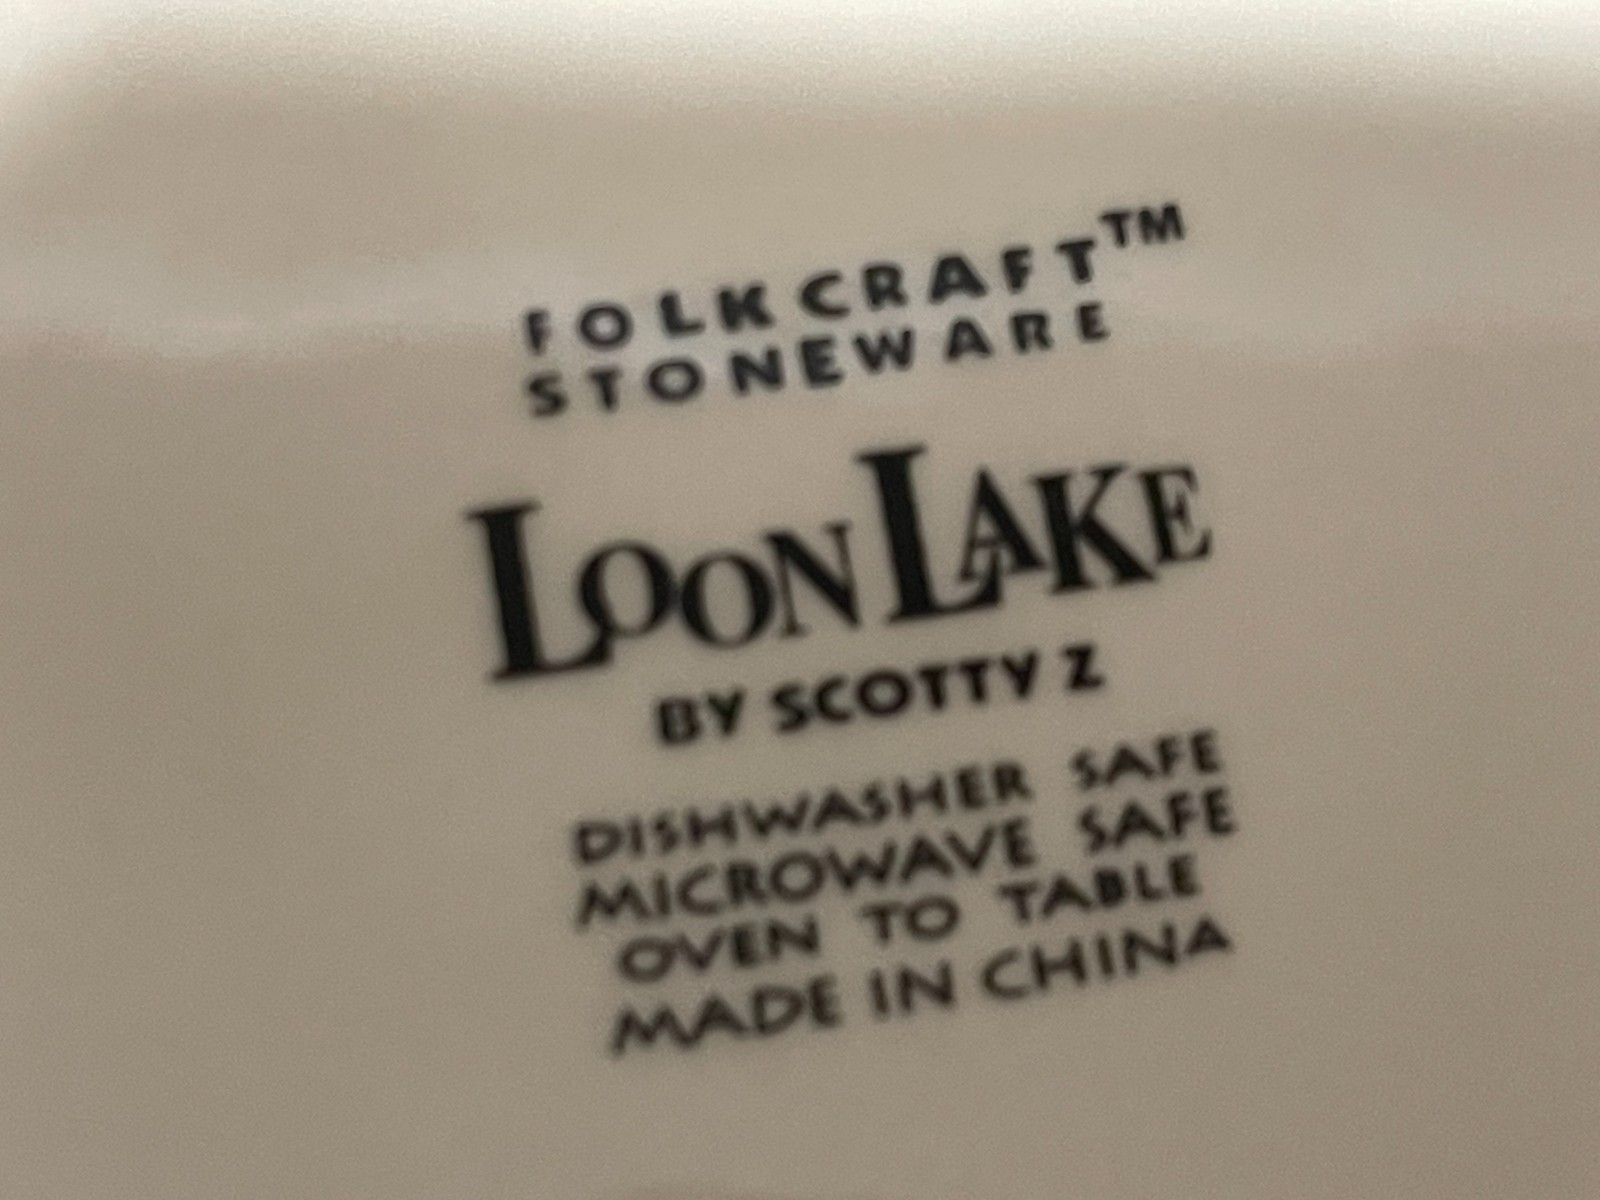 FOLKCRAFT™
STONEWARE
LOON LAKE
BY SCOTTY Z
DISHWASHER SAFE
MICROWAVE SAFE
OVEN TO TABLE
MADE IN CHINA